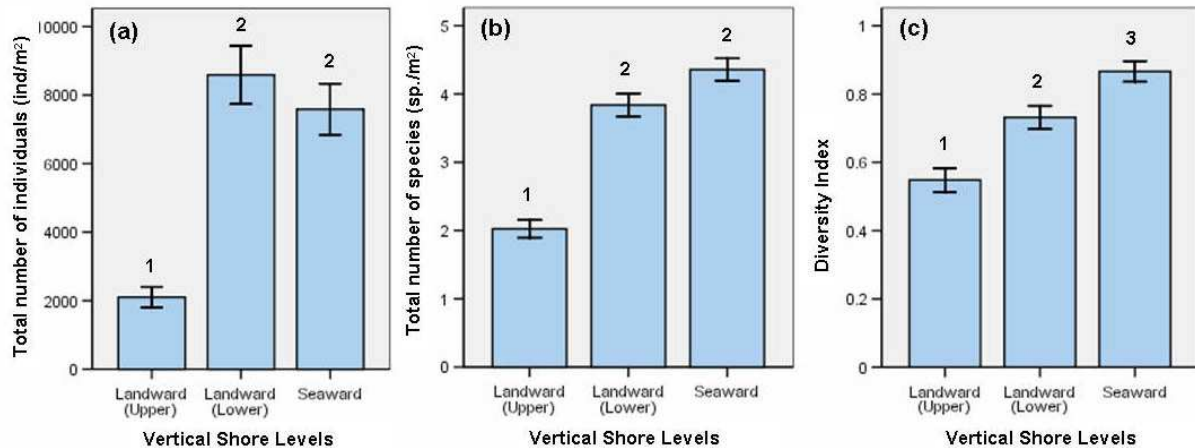 (a)
Total number of individuals (ind/m²)
10000
8000
6000
4000
2000
0
1
2
2
Landward (Upper)
Landward (Lower)
Seaward
Vertical Shore Levels
(b)
Total number of species (sp./m²)
5
4
3
2
1
0
1
2
2
Landward (Upper)
Landward (Lower)
Seaward
Vertical Shore Levels
(c)
Diversity Index
1
0.8
0.6
0.4
0.2
0
1
2
3
Landward (Upper)
Landward (Lower)
Seaward
Vertical Shore Levels